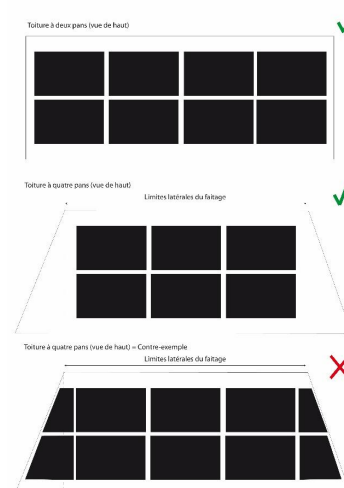 Toiture à deux pans (vue de haut)
Toiture à quatre pans (vue de haut)
Limites latérales du faitage
Toiture à quatre pans (vue de haut) = Contre-exemple
Limites latérales du faitage